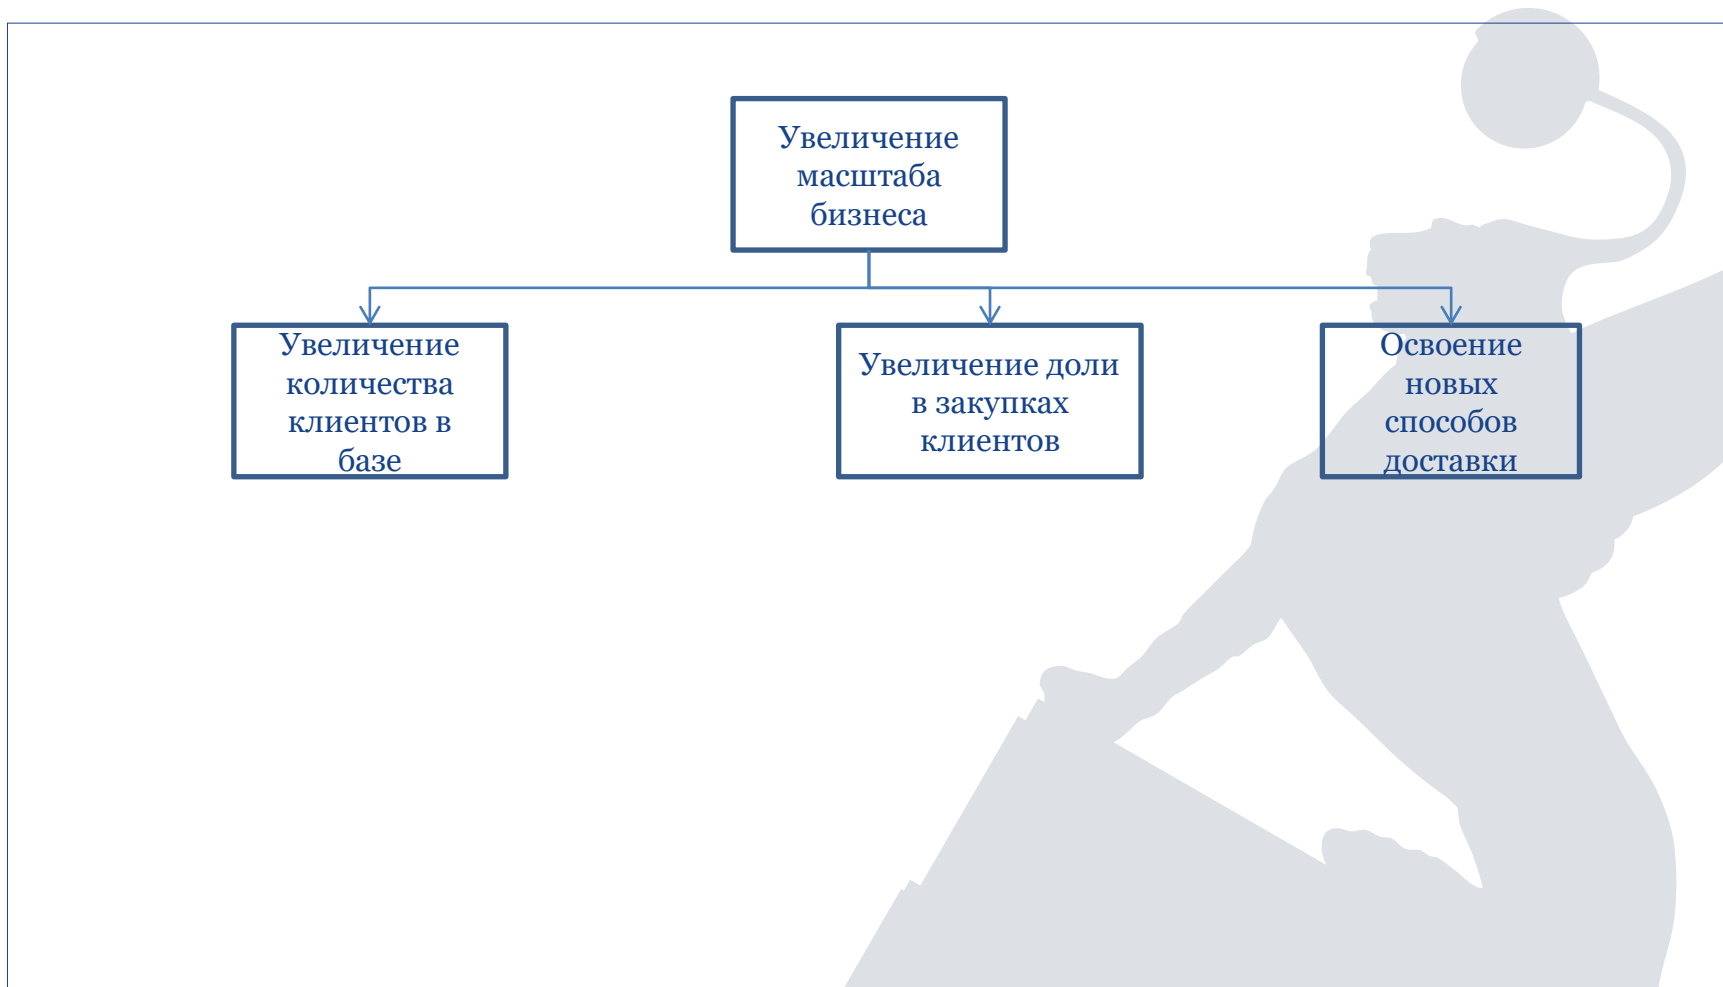 Увеличение
масштаба
бизнеса
Увеличение
количества
клиентов в
базе
Увеличение доли
в закупках
клиентов
Освоение
новых
способов
доставки